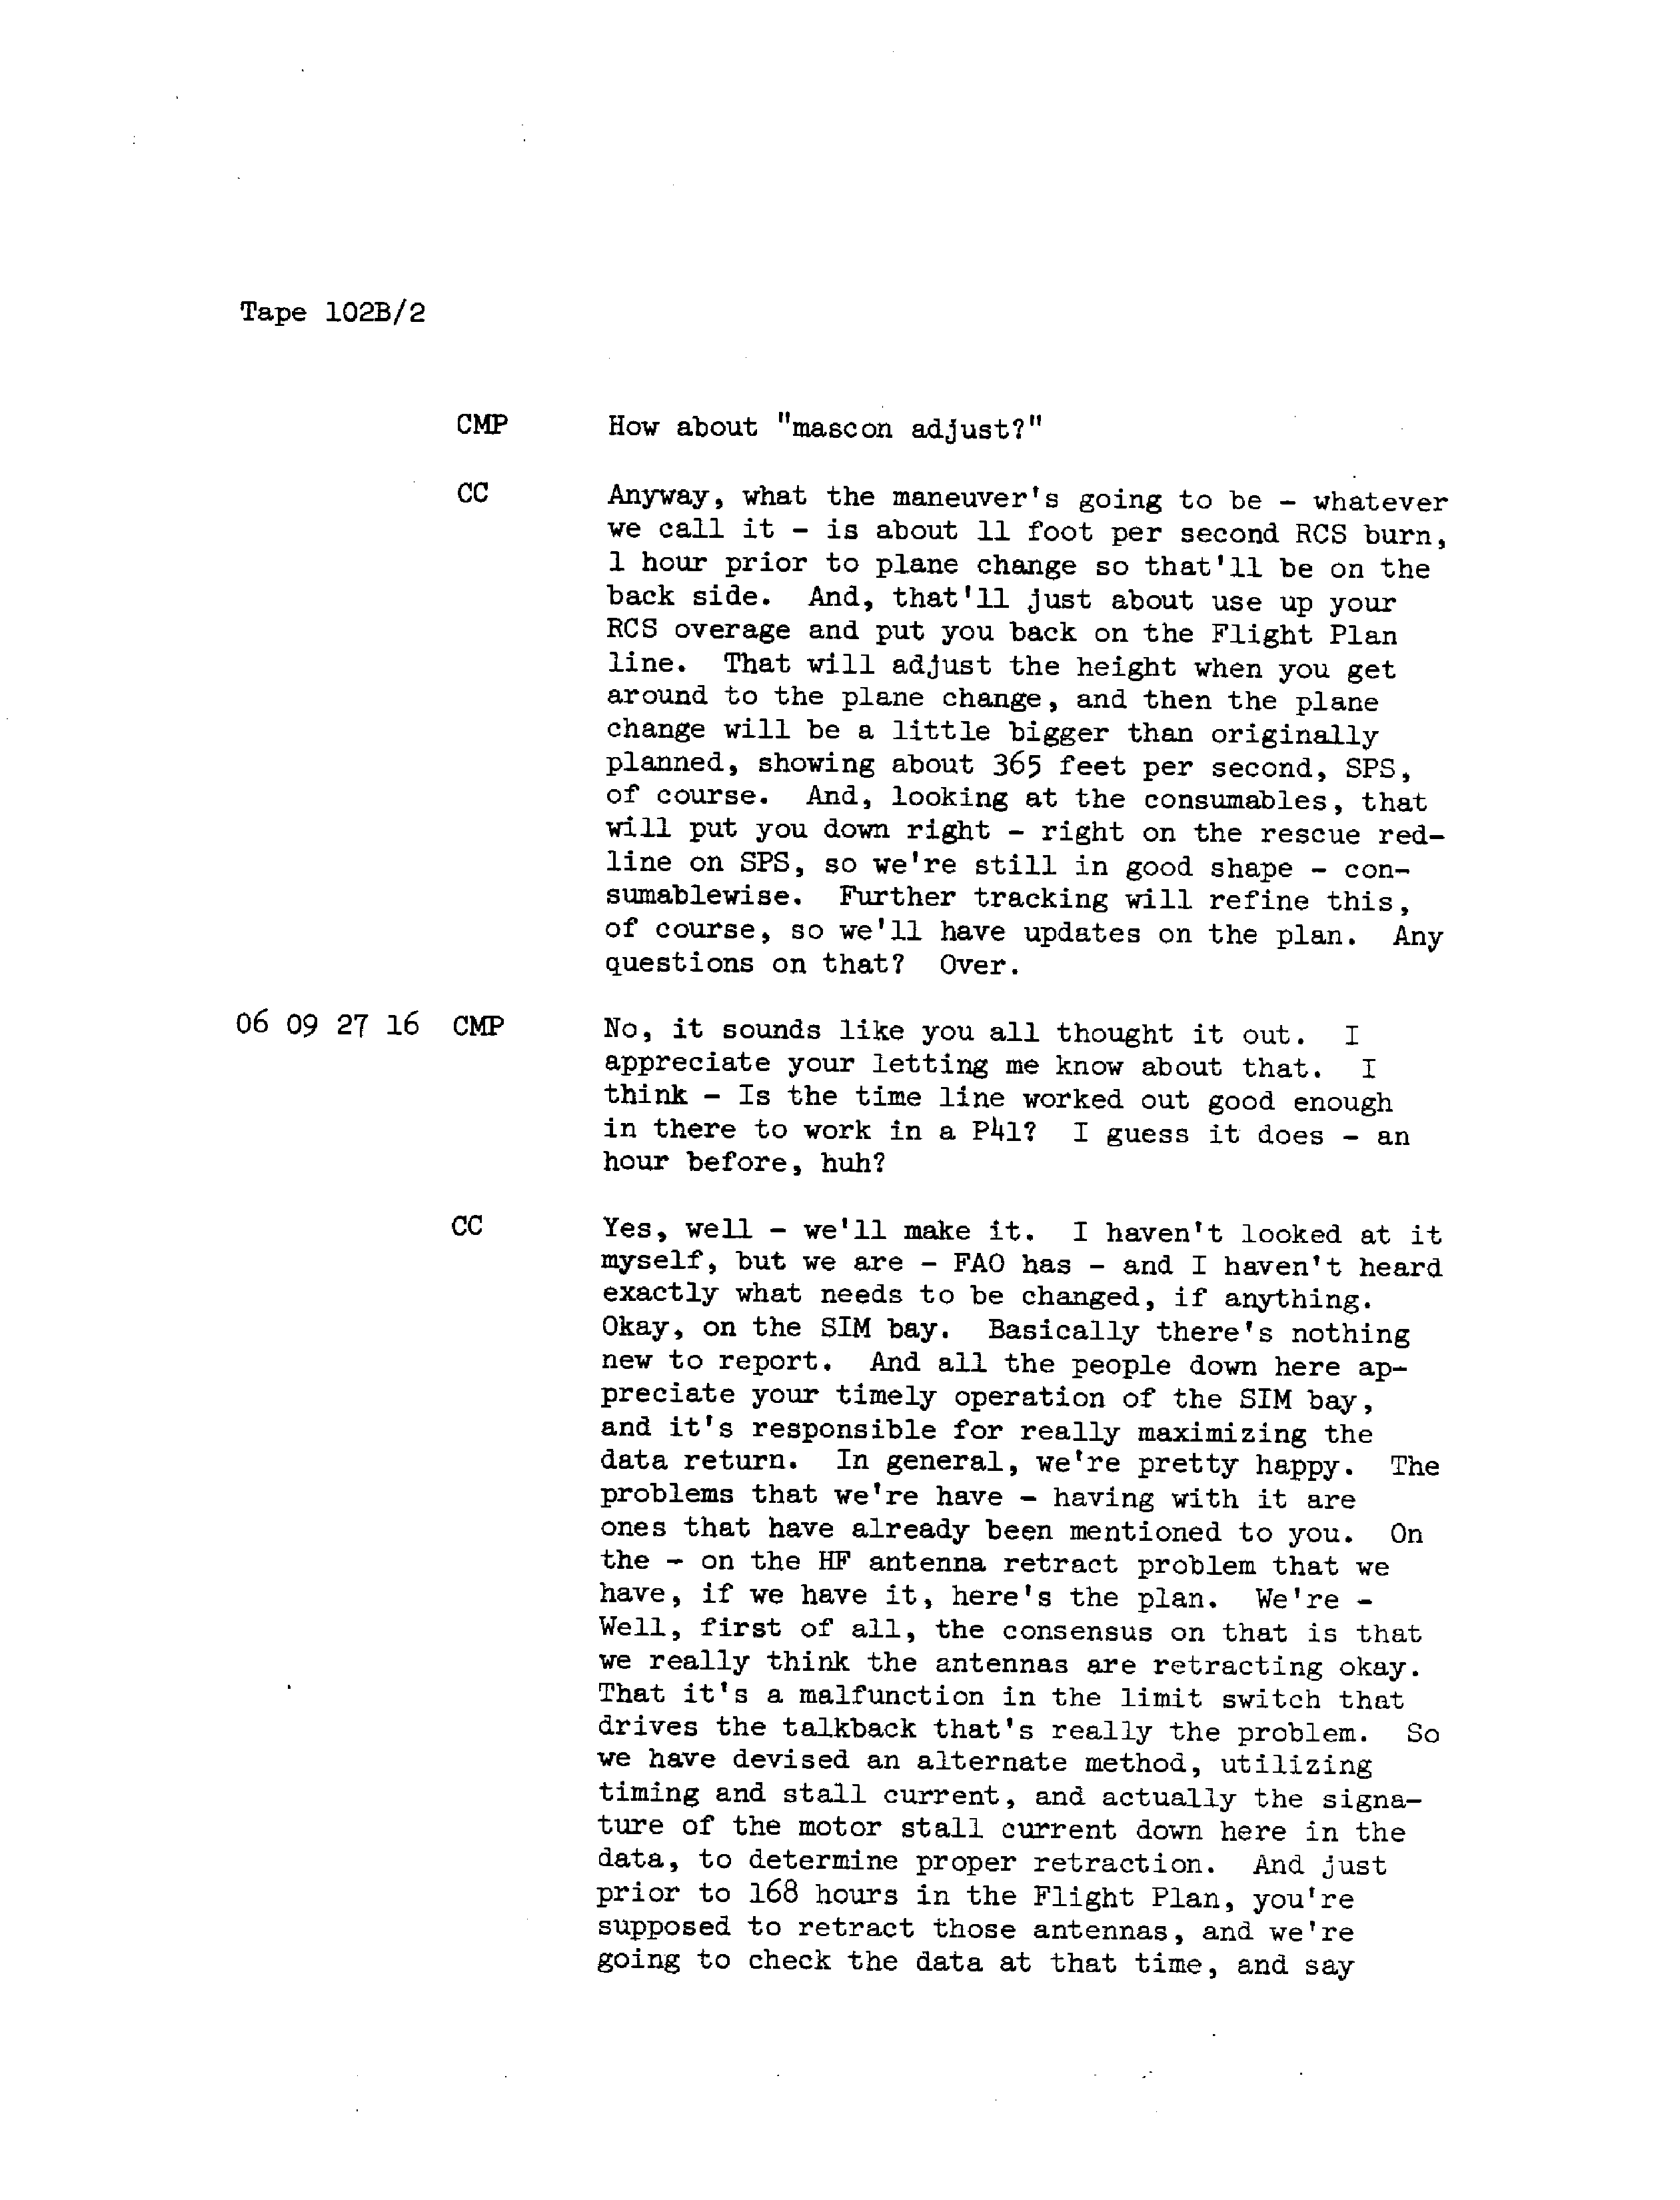 Tape 102B/2
CMP How about "mascon adjust?"
CC Anyway, what the maneuver's going to be - whatever
we call it - is about 11 foot per second RCS burn,
1 hour prior to plane change so that'll be on the
back side. And, that'll just about use up your
RCS overage and put you back on the Flight Plan
line. That will adjust the height when you get
around to the plane change, and then the plane
change will be a little bigger than originally
planned, showing about 365 feet per second, SPS,
of course. And, looking at the consumables, that
will put you down right - right on the rescue red-
line on SPS, so we're still in good shape - con-
sumablewise. Further tracking will refine this,
of course, so we'll have updates on the plan. Any
questions on that? Over.
06 09 27 16 CMP No, it sounds like you all thought it out. I
appreciate your letting me know about that. I
think - Is the time line worked out good enough
in there to work in a P41? I guess it does - an
hour before, huh?
CC Yes, well - we'll make it. I haven't looked at it
myself, but we are - FAO has - and I haven't heard
exactly what needs to be changed, if anything.
Okay, on the SIM bay. Basically there's nothing
new to report. And all the people down here ap-
preciate your timely operation of the SIM bay,
and it's responsible for really maximizing the
data return. In general, we're pretty happy. The
problems that we're have - having with it are
ones that have already been mentioned to you. On
the - on the HF antenna retract problem that we
have, if we have it, here's the plan. We're -
Well, first of all, the consensus on that is that
we really think the antennas are retracting okay.
That it's a malfunction in the limit switch that
drives the talkback that's really the problem. So
we have devised an alternate method, utilizing
timing and stall current, and actually the signa-
ture of the motor stall current down here in the
data, to determine proper retraction. And just
prior to 168 hours in the Flight Plan, you're
supposed to retract those antennas, and we're
going to check the data at that time, and say